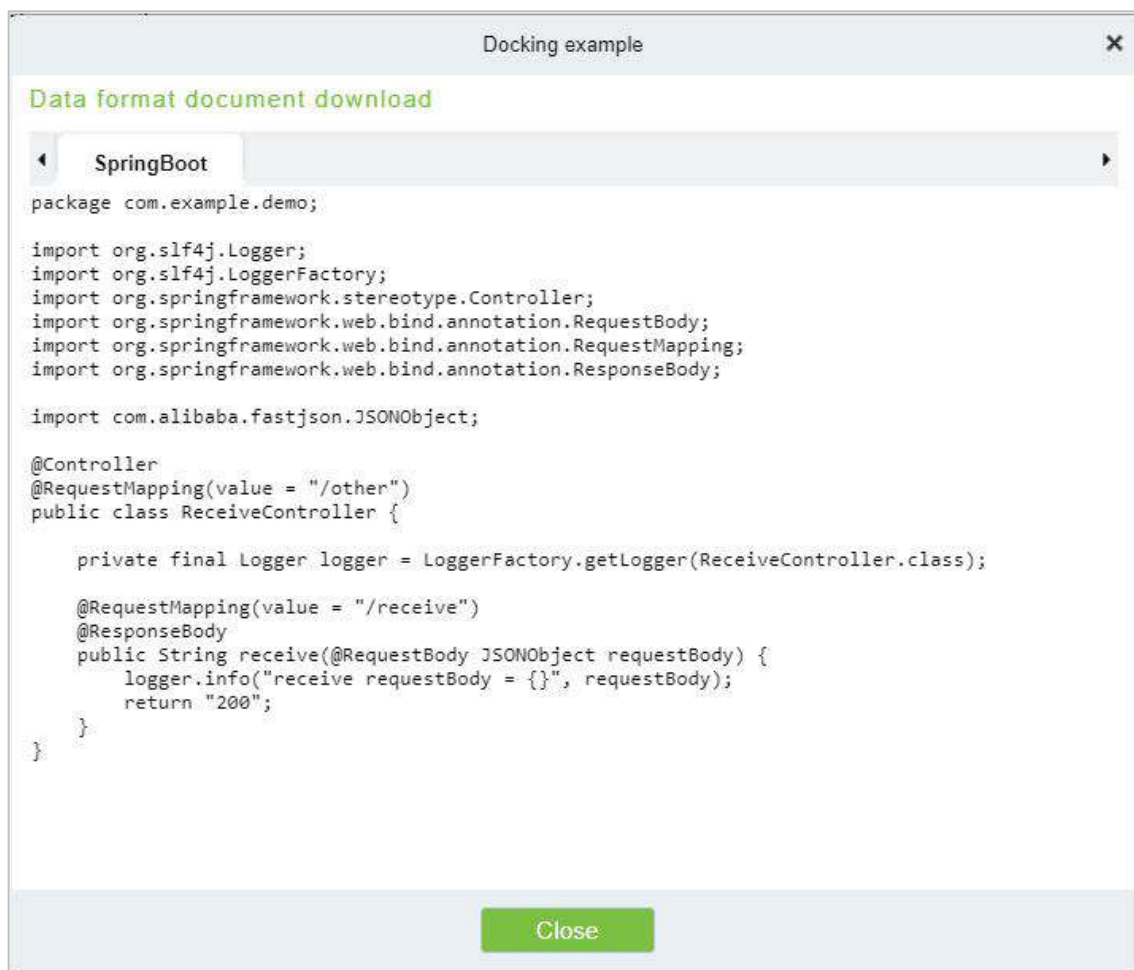 Docking example
Data format document download
SpringBoot
package com.example.demo;
import org.slf4j.Logger;
import org.slf4j.LoggerFactory;
import org.springframework.stereotype.Controller;
import org.springframework.web.bind.annotation.RequestBody;
import org.springframework.web.bind.annotation.RequestMapping;
import org.springframework.web.bind.annotation.ResponseBody;
import com.alibaba.fastjson.JSONObject;
@Controller
@RequestMapping(value = "/other")
public class ReceiveController {
    private final Logger logger = LoggerFactory.getLogger(ReceiveController.class);
    @RequestMapping(value = "/receive")
    @ResponseBody
    public String receive(@RequestBody JSONObject requestBody) {
        logger.info("receive requestBody = {}", requestBody);
        return "200";
    }
}
Close